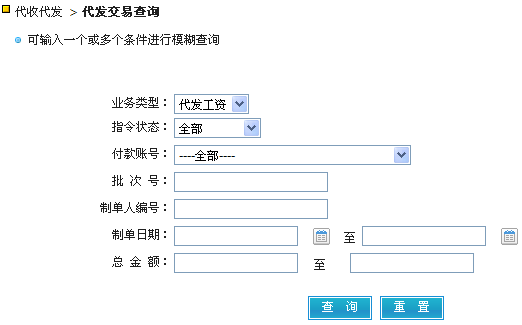 代收代发 > 代发交易查询
可输入一个或多个条件进行模糊查询
业务类型： 代发工资
指令状态： 全部
付款账号： ----全部----
批 次 号：
制单人编号：
制单日期： 至
总 金 额： 至
查 询 重 置